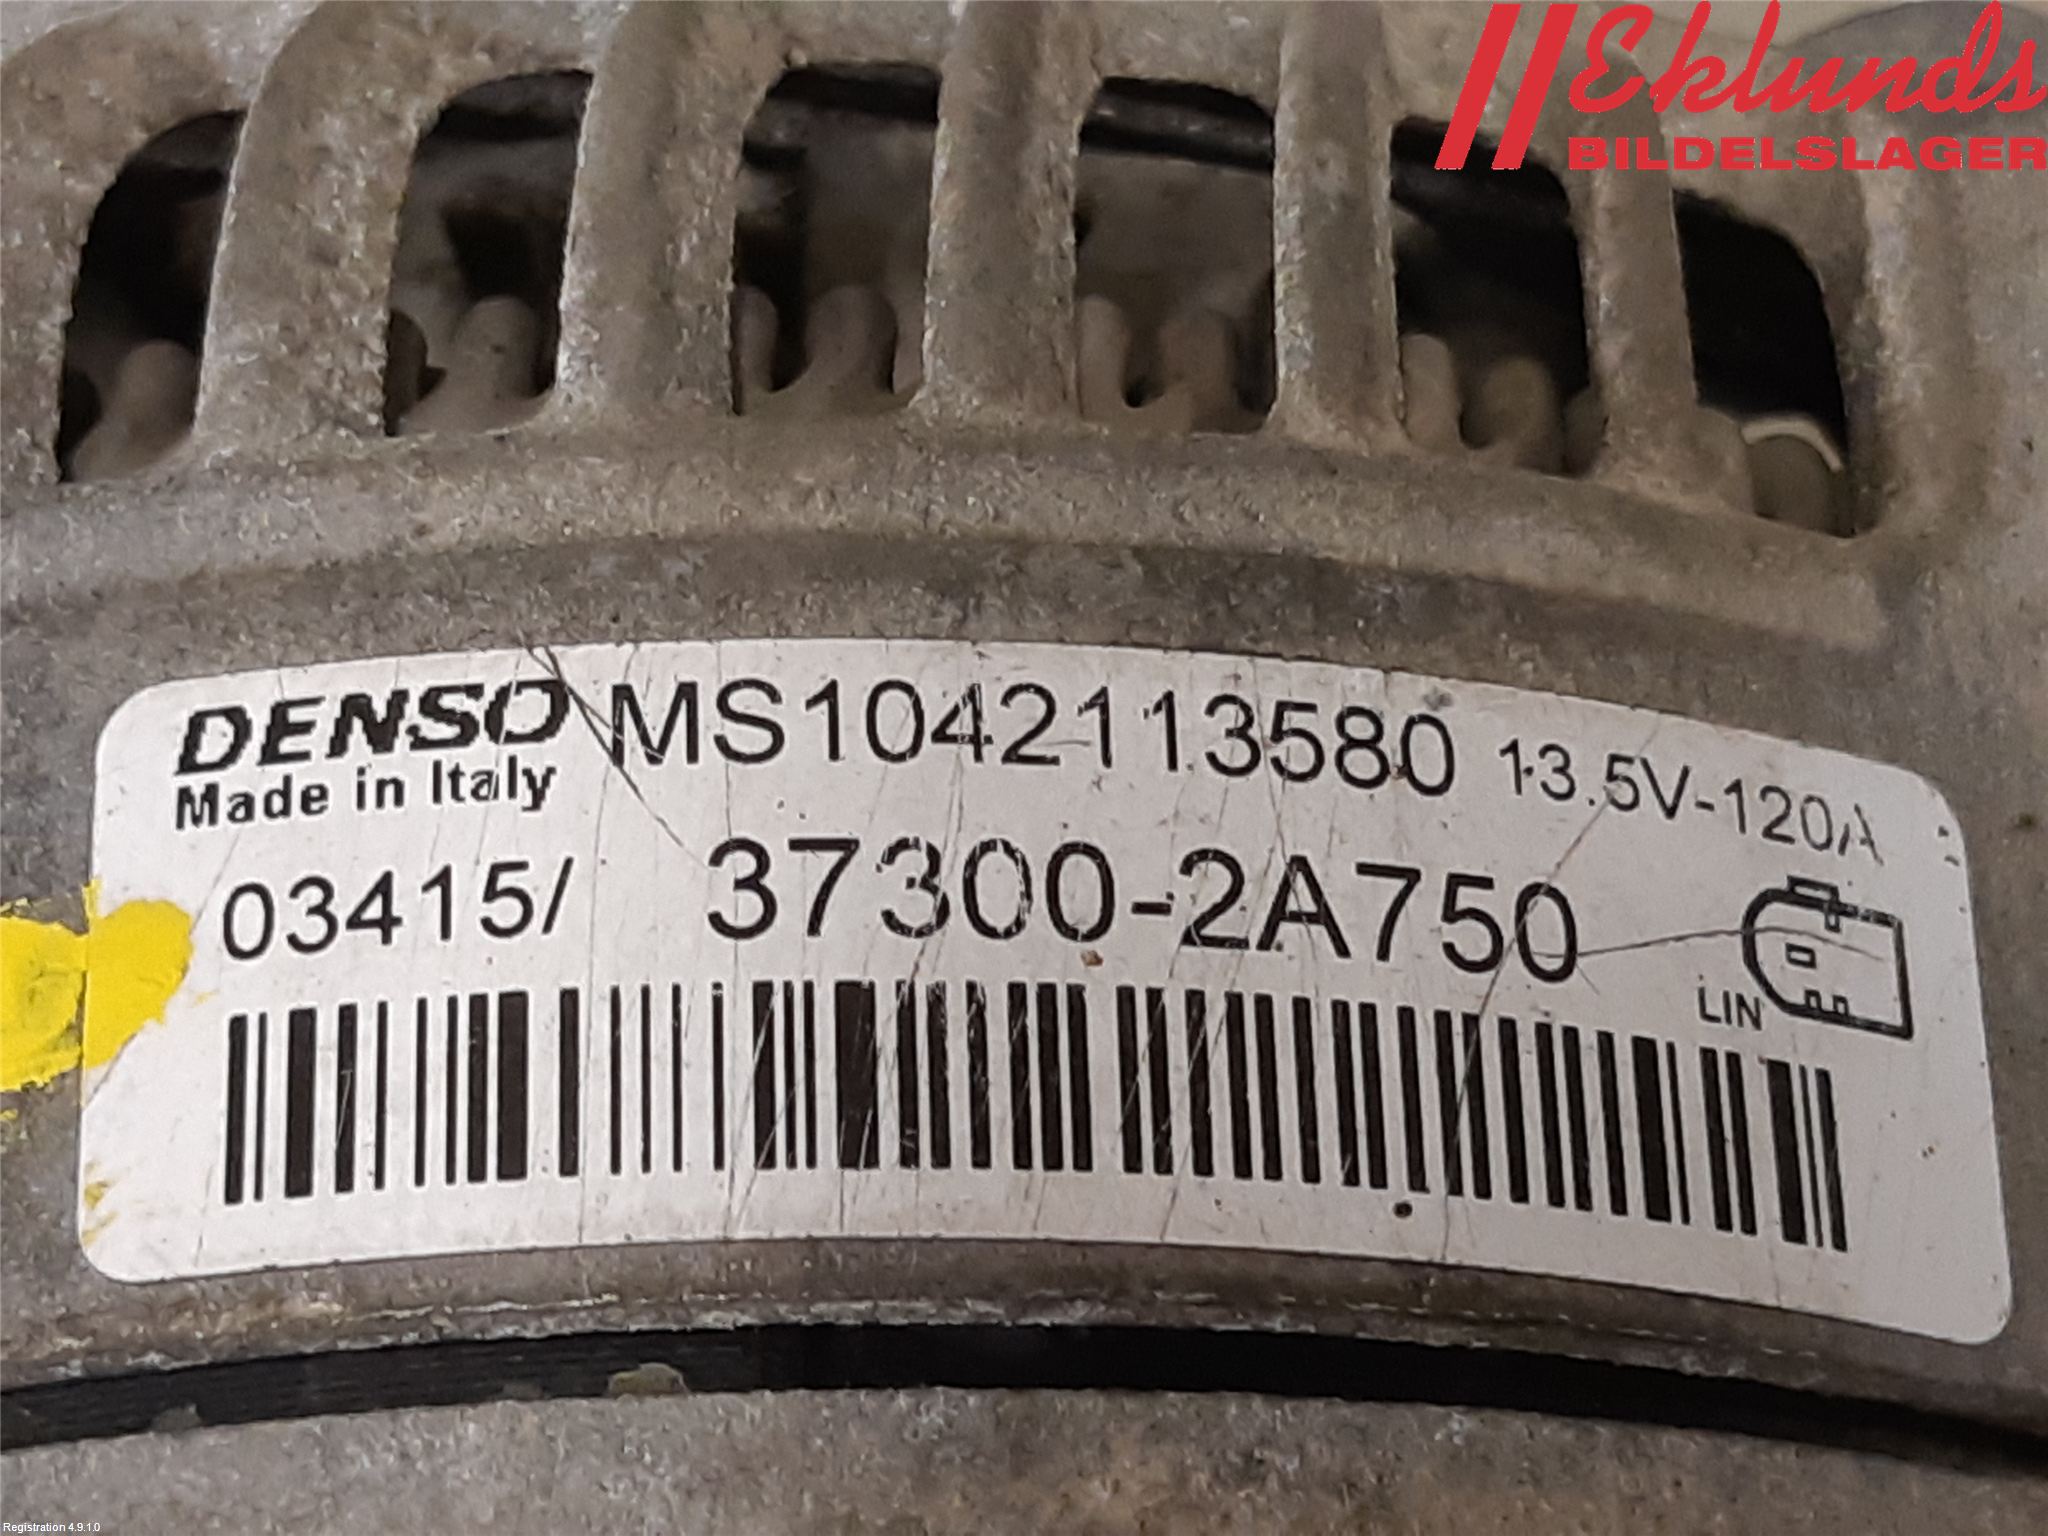 Eklunds
BILDELSLAGER
DENSO MS1042113580 13.5V-120A
Made in Italy
03415/ 37300-2A750
LIN
Registration 4.9.1.0